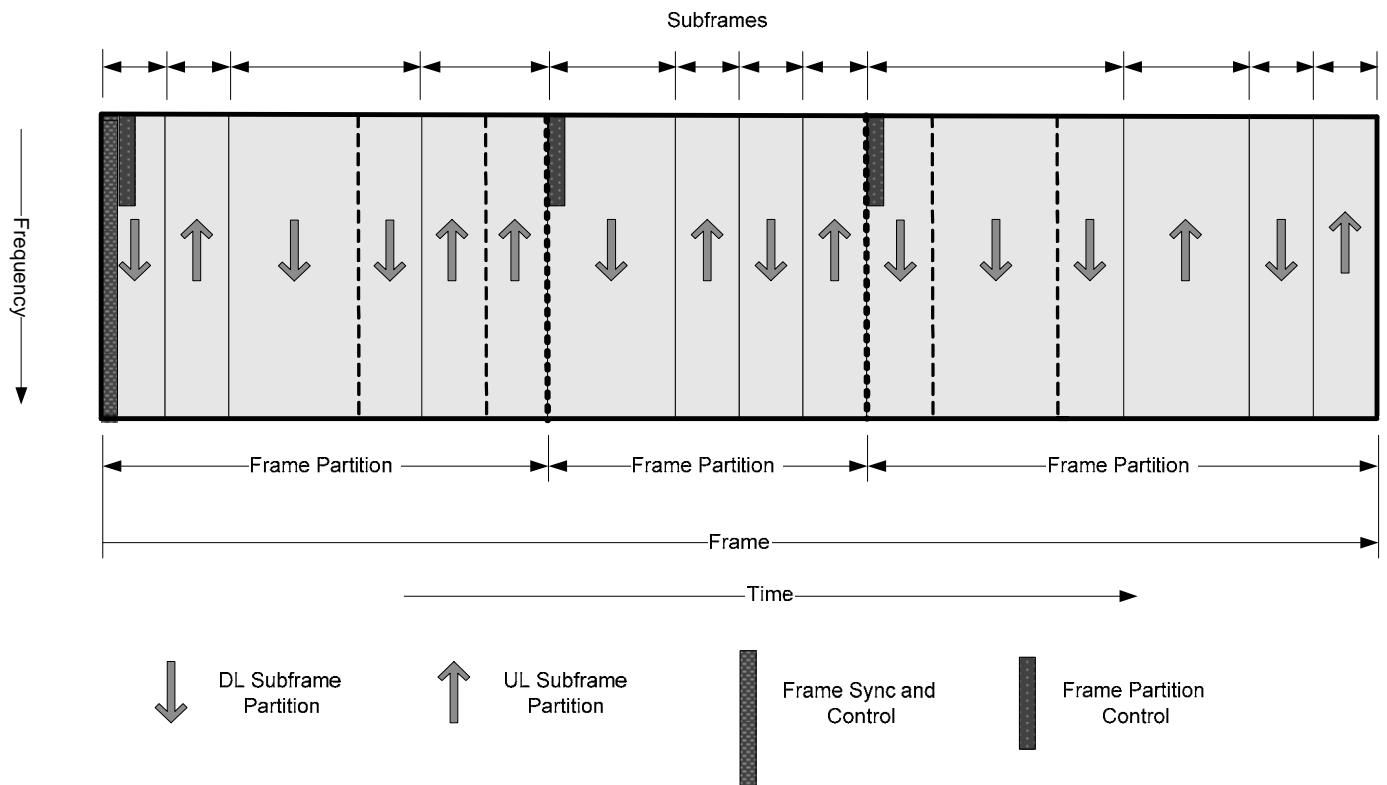 Subframes
Frequency
Frame Partition
Frame Partition
Frame Partition
Frame
Time
DL Subframe
Partition
UL Subframe
Partition
Frame Sync and
Control
Frame Partition
Control